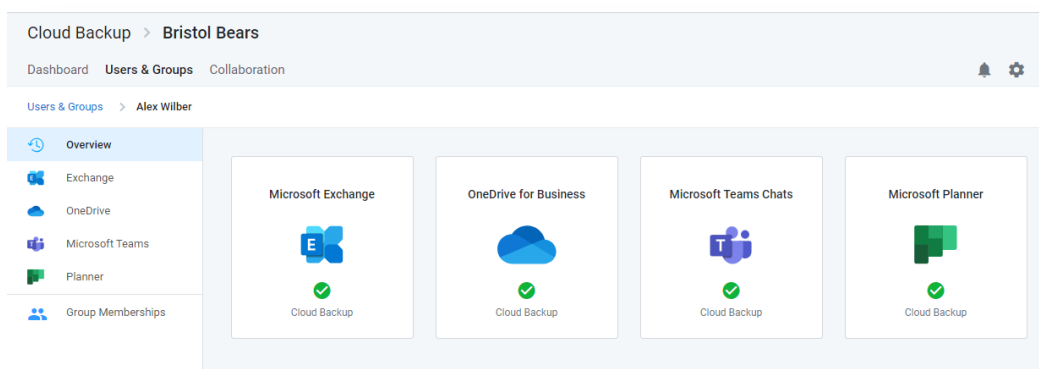 Cloud Backup > Bristol Bears
Dashboard Users & Groups Collaboration
Users & Groups > Alex Wilber
Overview
Exchange
OneDrive
Microsoft Teams
Planner
Group Memberships
Microsoft Exchange
E
Cloud Backup
OneDrive for Business
Cloud Backup
Microsoft Teams Chats
T
Cloud Backup
Microsoft Planner
Cloud Backup